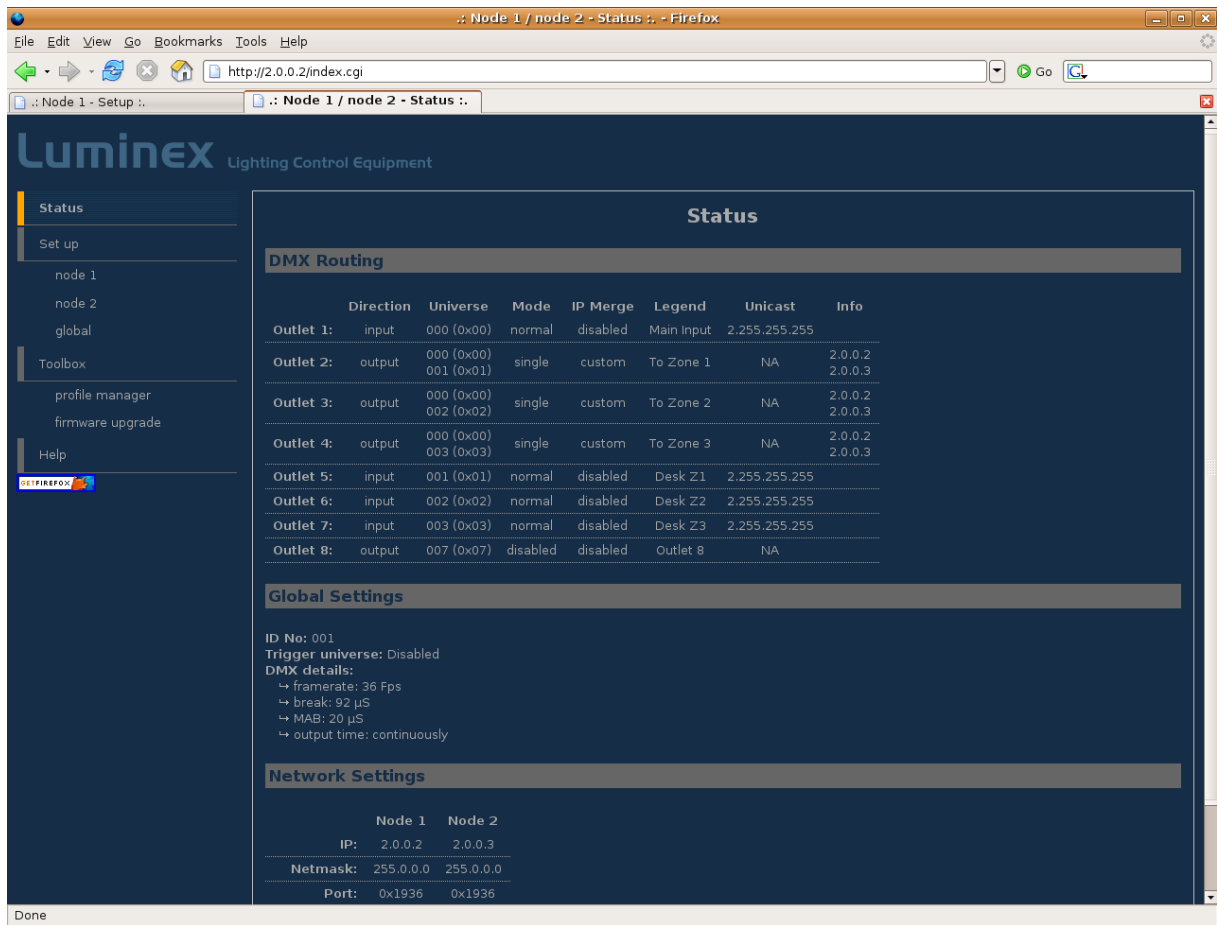 .: Node 1 / node 2 - Status :. - Firefox
File Edit View Go Bookmarks Tools Help
http://2.0.0.2/index.cgi Go G
.: Node 1 - Setup :. .: Node 1 / node 2 - Status :.
Luminex Lighting Control Equipment
Status
Set up
node 1
node 2
global
Toolbox
profile manager
firmware upgrade
Help
GETFIREFOX
Status
DMX Routing
Direction Universe Mode IP Merge Legend Unicast Info
Outlet 1: input 000 (0x00) normal disabled Main Input 2.255.255.255
Outlet 2: output 000 (0x00) 001 (0x01) single custom To Zone 1 NA 2.0.0.2 2.0.0.3
Outlet 3: output 000 (0x00) 002 (0x02) single custom To Zone 2 NA 2.0.0.2 2.0.0.3
Outlet 4: output 000 (0x00) 003 (0x03) single custom To Zone 3 NA 2.0.0.2 2.0.0.3
Outlet 5: input 001 (0x01) normal disabled Desk Z1 2.255.255.255
Outlet 6: input 002 (0x02) normal disabled Desk Z2 2.255.255.255
Outlet 7: input 003 (0x03) normal disabled Desk Z3 2.255.255.255
Outlet 8: output 007 (0x07) disabled disabled Outlet 8 NA
Global Settings
ID No: 001
Trigger universe: Disabled
DMX details:
↪ framerate: 36 Fps
↪ break: 92 µS
↪ MAB: 20 µS
↪ output time: continuously
Network Settings
Node 1 Node 2
IP: 2.0.0.2 2.0.0.3
Netmask: 255.0.0.0 255.0.0.0
Port: 0x1936 0x1936
Done